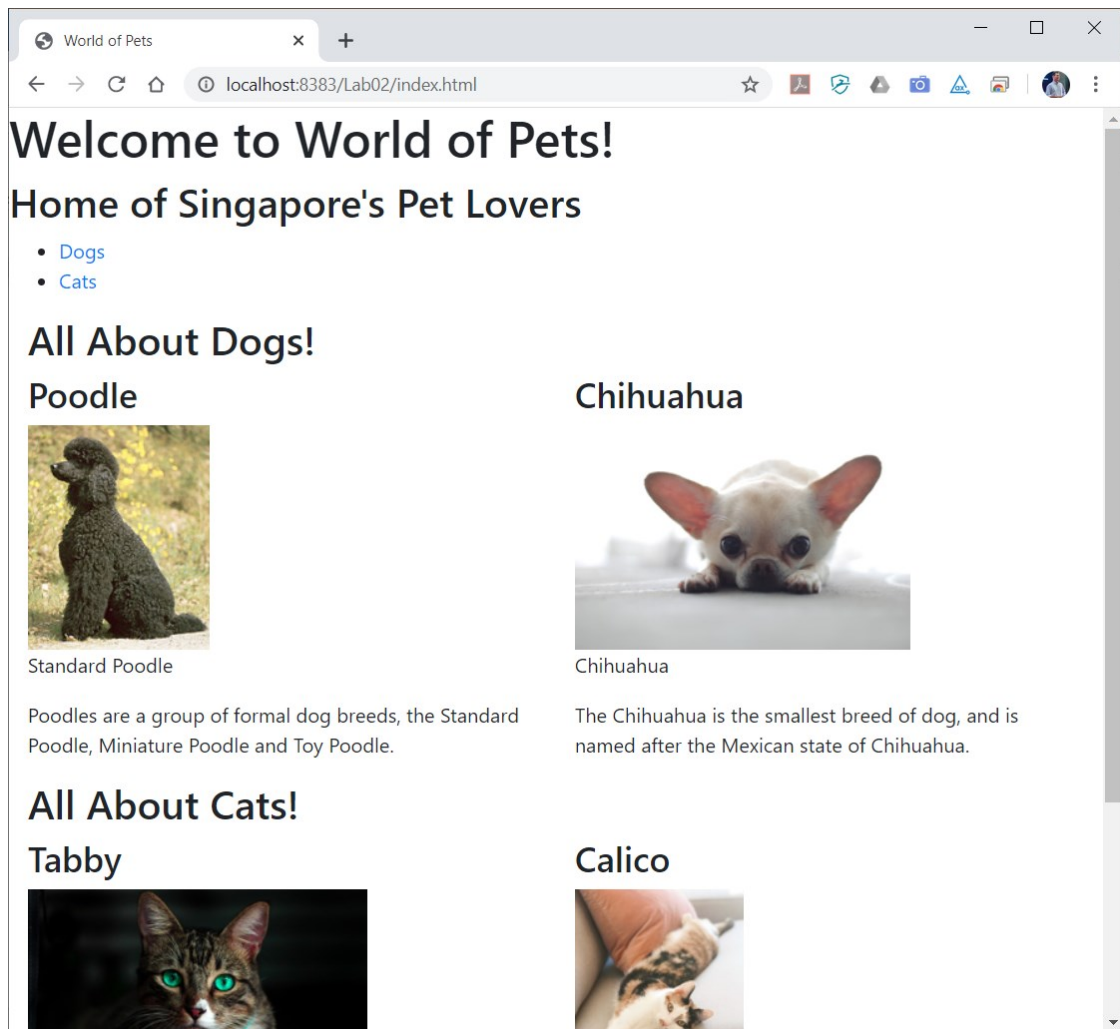 World of Pets
localhost:8383/Lab02/index.html
Welcome to World of Pets!
Home of Singapore's Pet Lovers
Dogs
Cats
All About Dogs!
Poodle
Standard Poodle
Poodles are a group of formal dog breeds, the Standard
Poodle, Miniature Poodle and Toy Poodle.
Chihuahua
Chihuahua
The Chihuahua is the smallest breed of dog, and is
named after the Mexican state of Chihuahua.
All About Cats!
Tabby
Calico